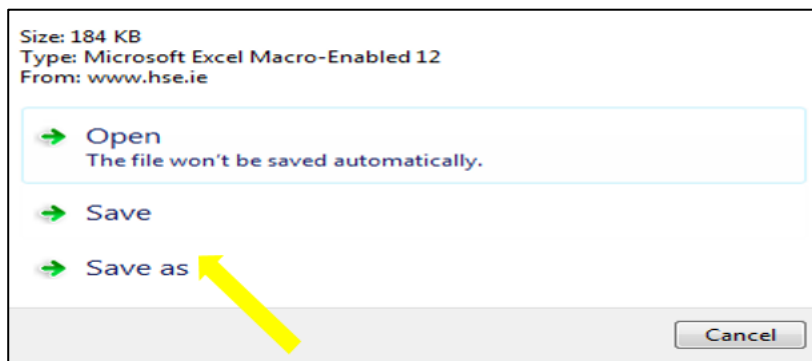 Size: 184 KB
Type: Microsoft Excel Macro-Enabled 12
From: www.hse.ie
Open
The file won't be saved automatically.
Save
Save as
Cancel